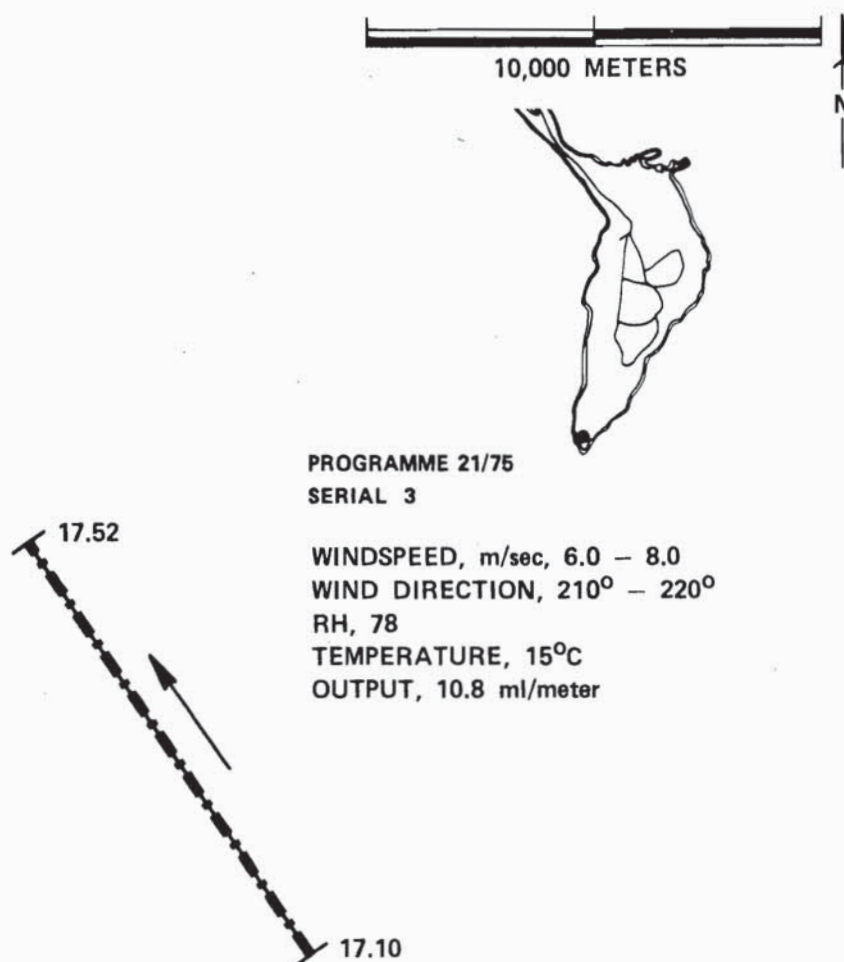 10,000 METERS
N
PROGRAMME 21/75
SERIAL 3
17.52
WINDSPEED, m/sec, 6.0 – 8.0
WIND DIRECTION, 210° – 220°
RH, 78
TEMPERATURE, 15°C
OUTPUT, 10.8 ml/meter
17.10